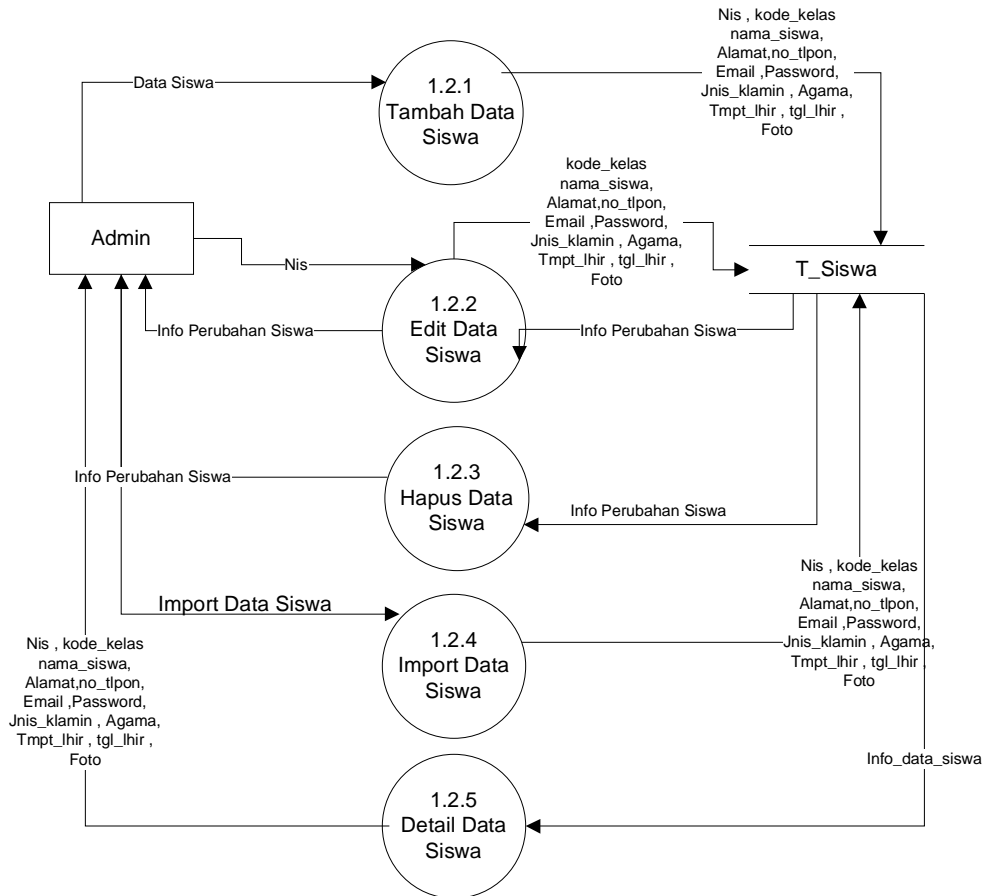 Nis , kode_kelas
nama_siswa,
Alamat,no_tlpon,
Email ,Password,
Jnis_klamin , Agama,
Tmpt_lhir , tgl_lhir ,
Foto
Data Siswa
1.2.1
Tambah Data
Siswa
kode_kelas
nama_siswa,
Alamat,no_tlpon,
Email ,Password,
Jnis_klamin , Agama,
Tmpt_lhir , tgl_lhir ,
Foto
Admin
Nis
T_Siswa
1.2.2
Edit Data
Siswa
Info Perubahan Siswa
Info Perubahan Siswa
1.2.3
Hapus Data
Siswa
Info Perubahan Siswa
Info Perubahan Siswa
Import Data Siswa
1.2.4
Import Data
Siswa
Nis , kode_kelas
nama_siswa,
Alamat,no_tlpon,
Email ,Password,
Jnis_klamin , Agama,
Tmpt_lhir , tgl_lhir ,
Foto
Nis , kode_kelas
nama_siswa,
Alamat,no_tlpon,
Email ,Password,
Jnis_klamin , Agama,
Tmpt_lhir , tgl_lhir ,
Foto
Info_data_siswa
1.2.5
Detail Data
Siswa